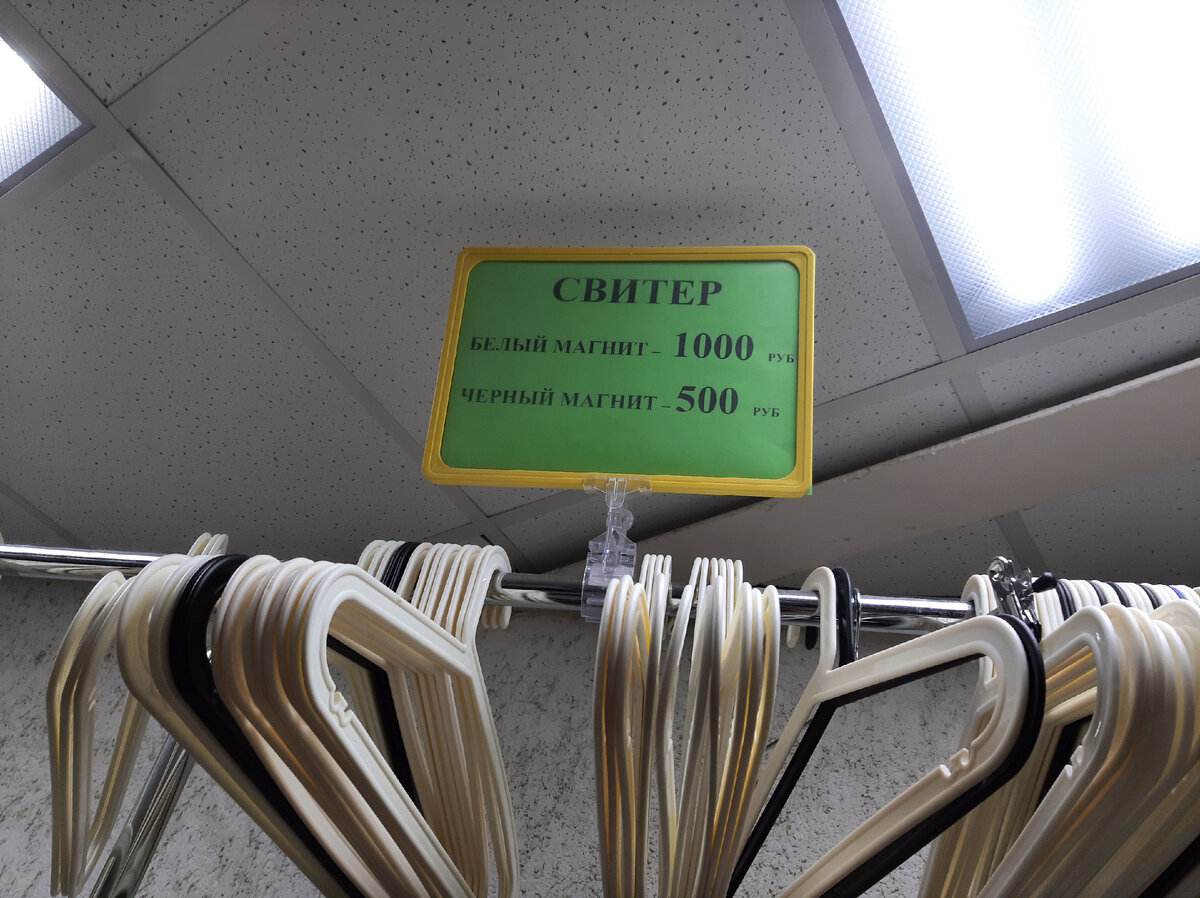 СВИТЕР
БЕЛЫЙ МАГНИТ – 1000 РУБ
ЧЕРНЫЙ МАГНИТ – 500 РУБ